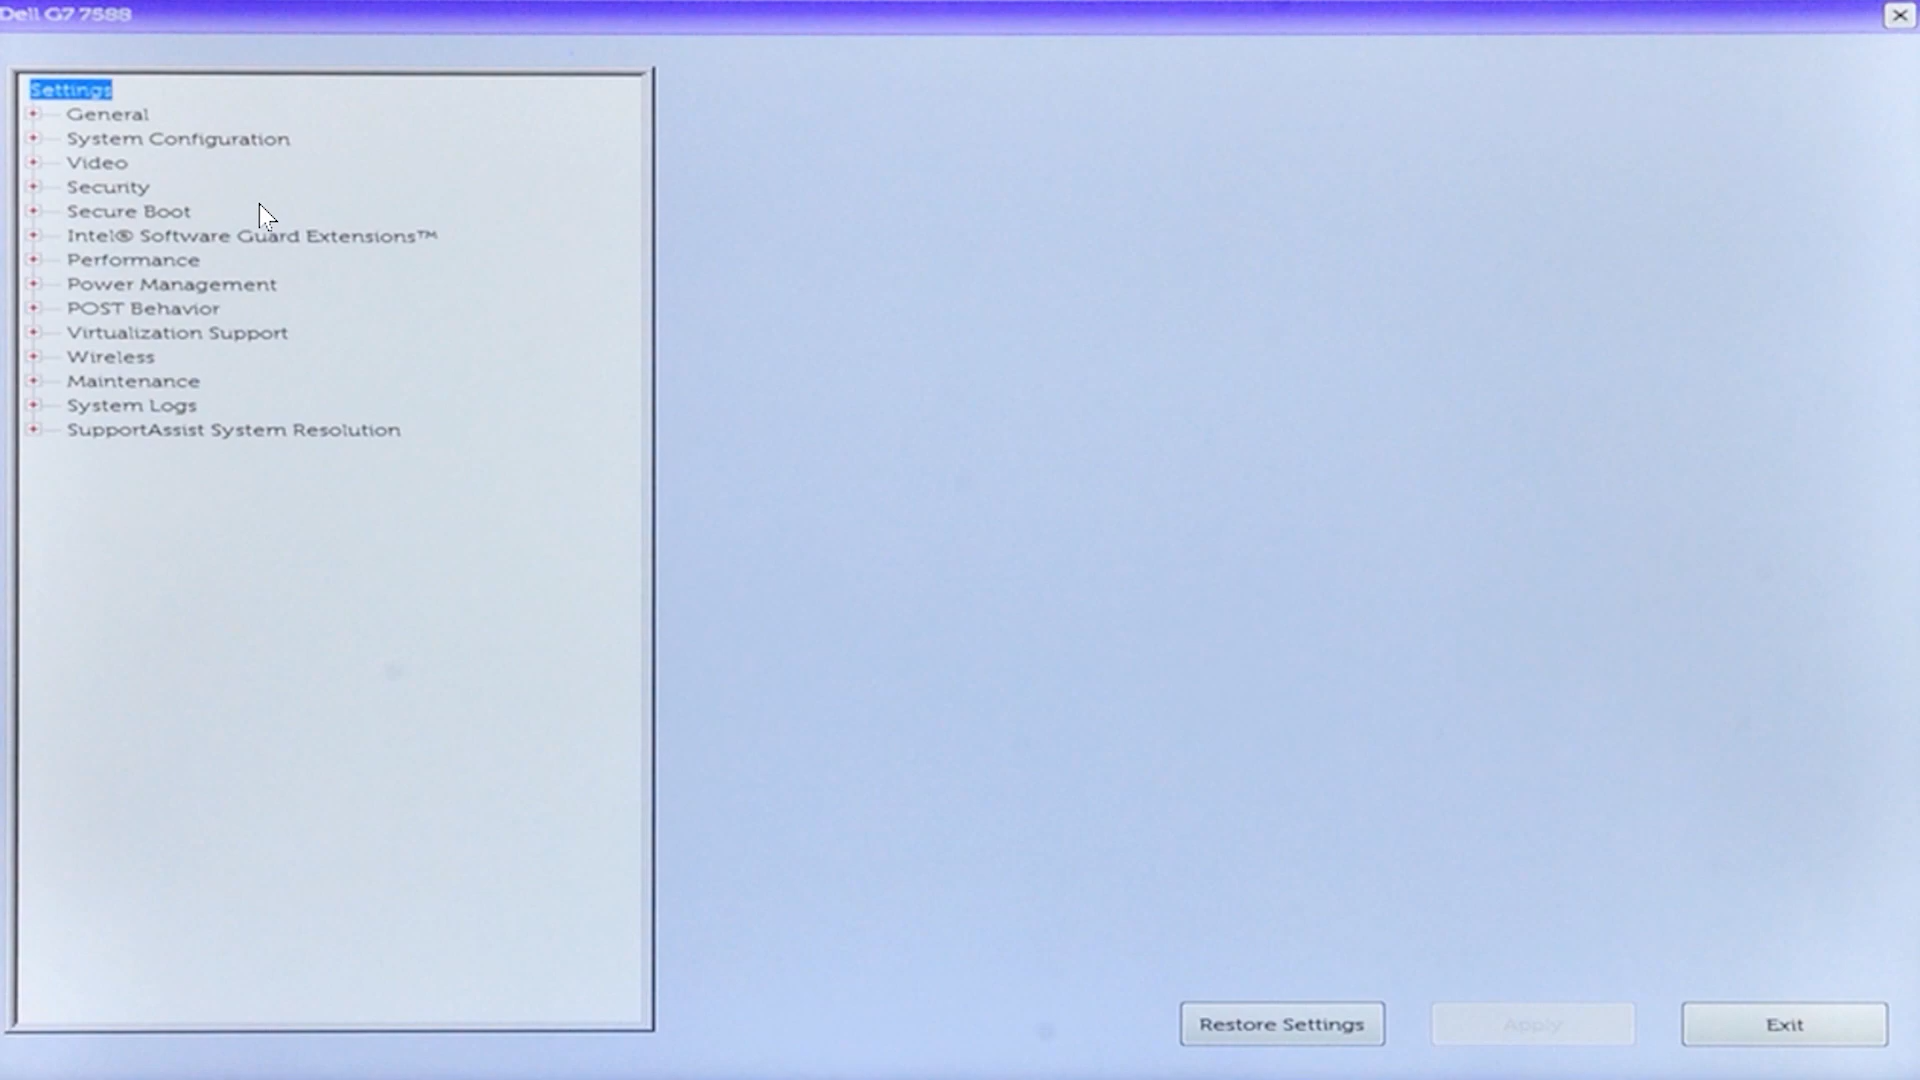 Dell G7 7588
Settings
General
System Configuration
Video
Security
Secure Boot
Intel® Software Guard Extensions™
Performance
Power Management
POST Behavior
Virtualization Support
Wireless
Maintenance
System Logs
SupportAssist System Resolution
Restore Settings
Apply
Exit